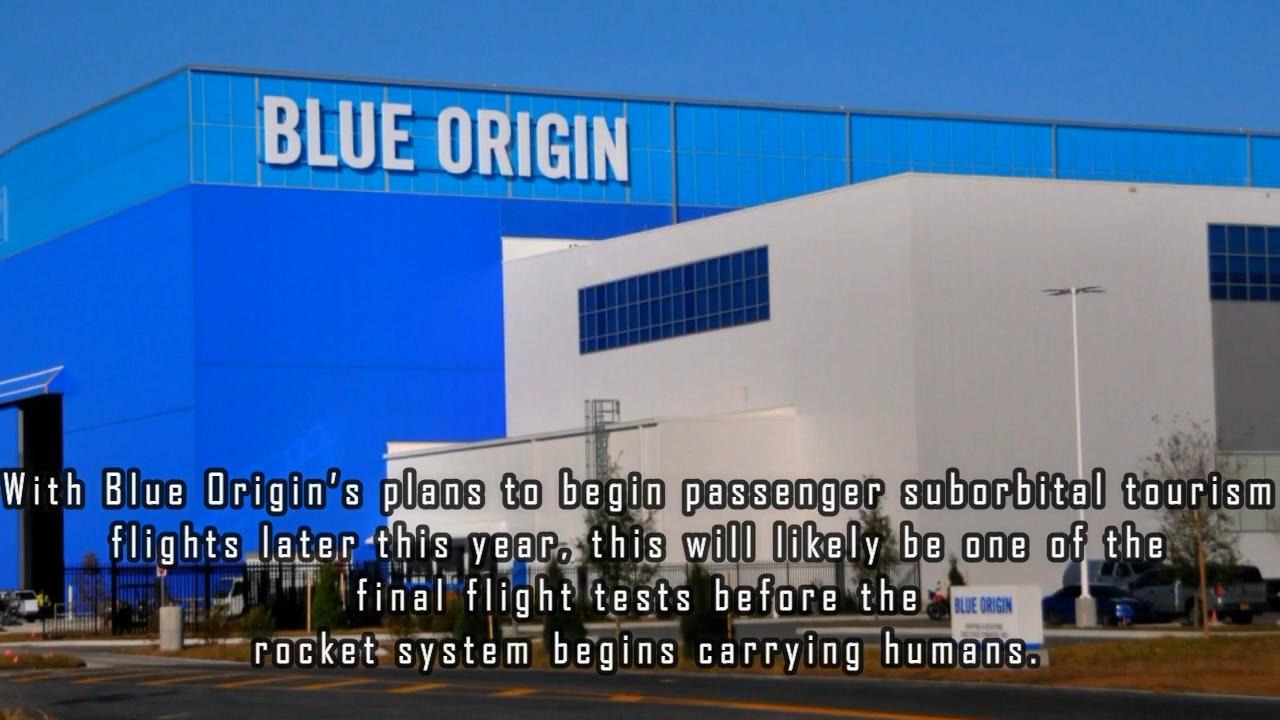 BLUE ORIGIN
With Blue Origin's plans to begin passenger suborbital tourism
flights later this year, this will likely be one of the
final flight tests before the
rocket system begins carrying humans.
BLUE ORIGIN